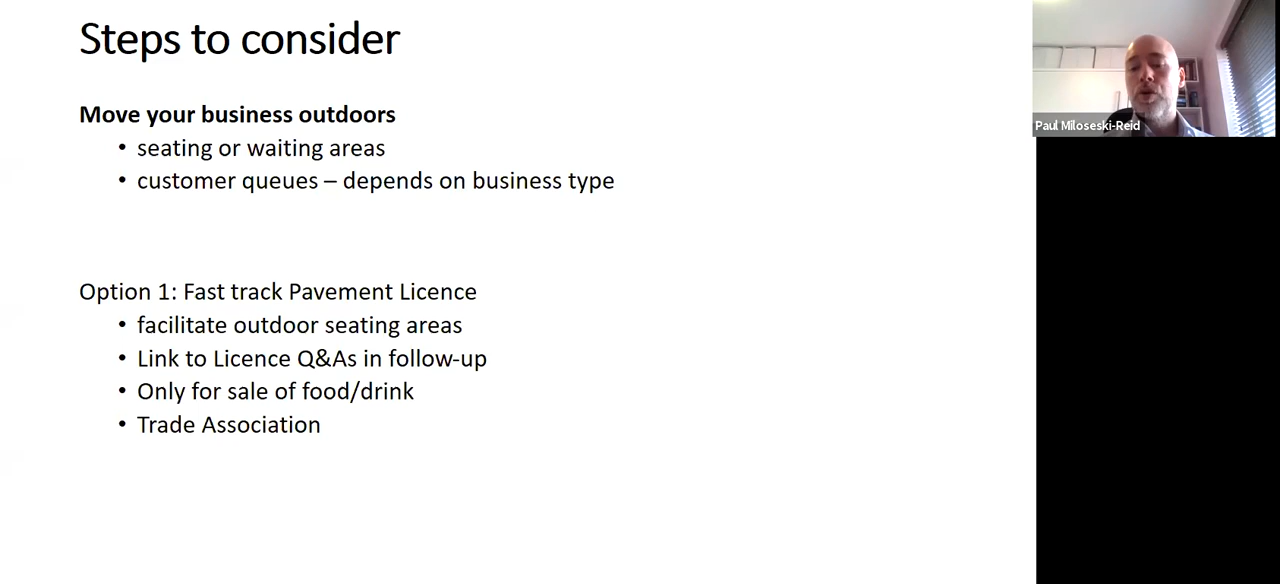 Steps to consider
Move your business outdoors
• seating or waiting areas
• customer queues – depends on business type
Option 1: Fast track Pavement Licence
• facilitate outdoor seating areas
• Link to Licence Q&As in follow-up
• Only for sale of food/drink
• Trade Association
Paul Miloseski-Reid